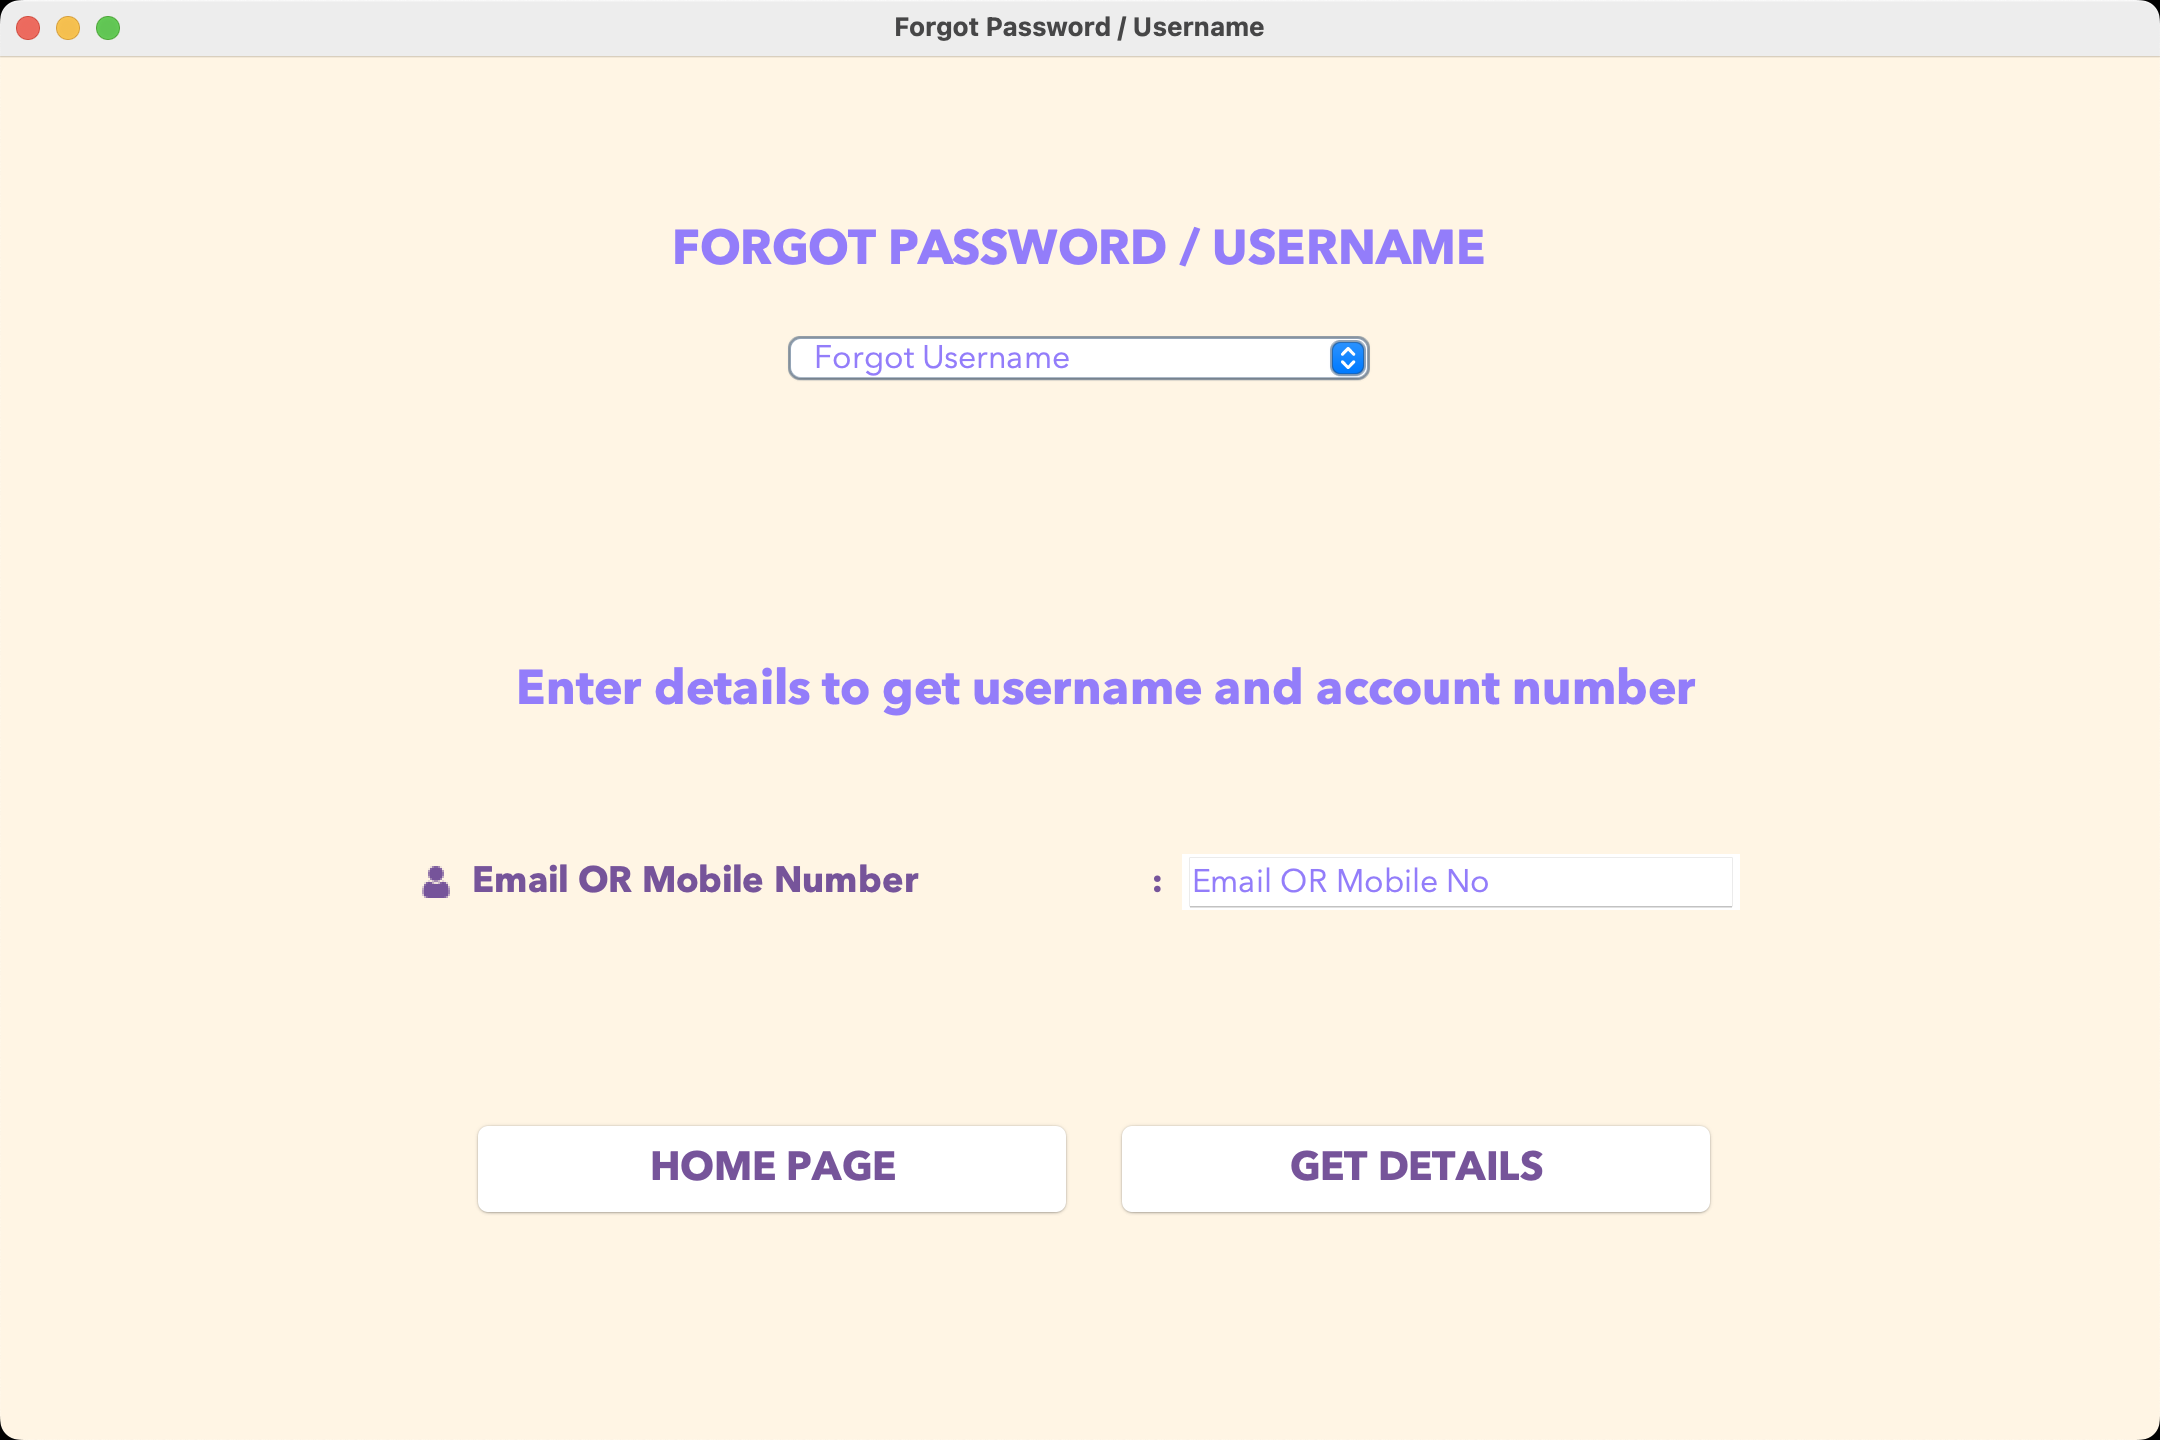 Forgot Password / Username
FORGOT PASSWORD / USERNAME
Forgot Username
Enter details to get username and account number
Email OR Mobile Number : Email OR Mobile No
HOME PAGE GET DETAILS